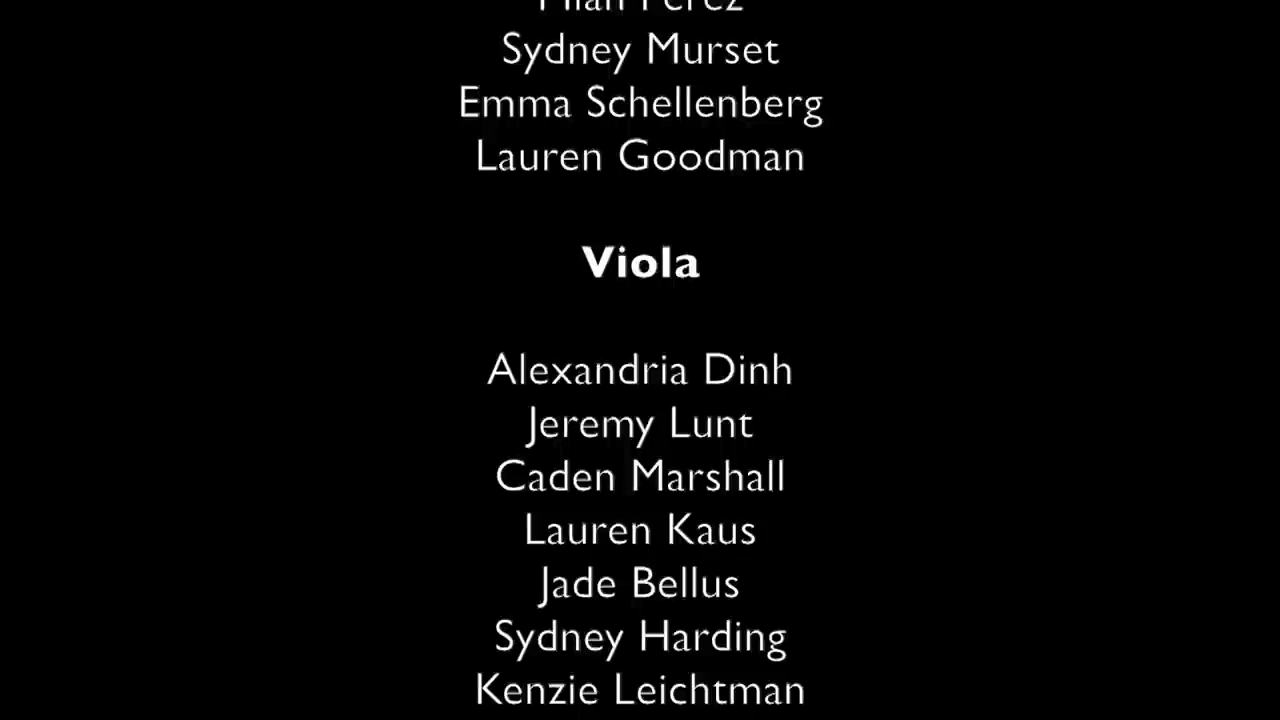 Perez
Sydney Murset
Emma Schellenberg
Lauren Goodman
Viola
Alexandria Dinh
Jeremy Lunt
Caden Marshall
Lauren Kaus
Jade Bellus
Sydney Harding
Kenzie Leichtman